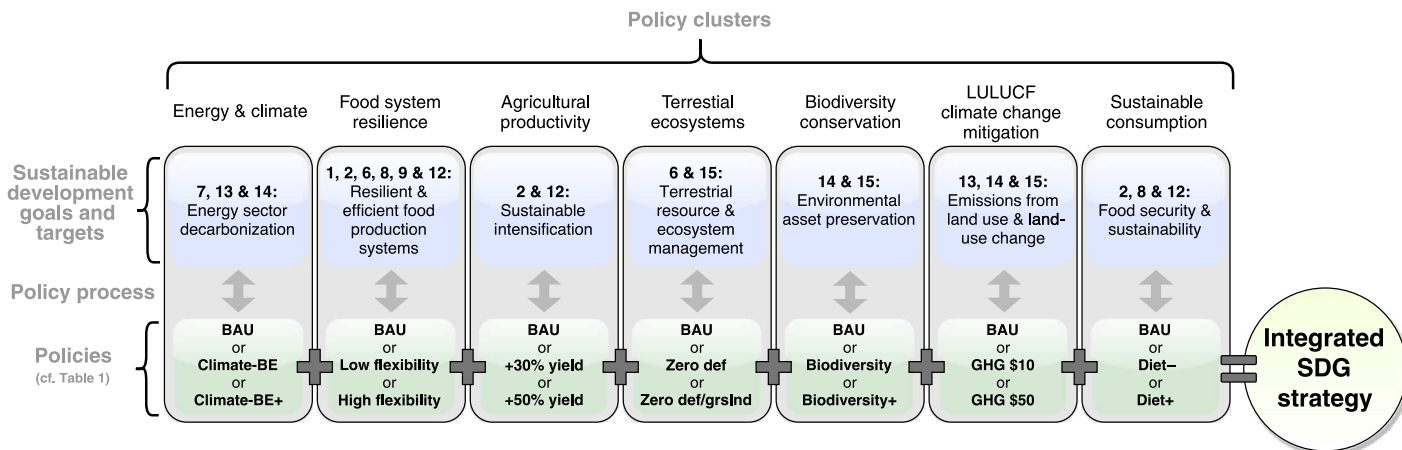 Policy clusters
Energy & climate
Food system
resilience
Agricultural
productivity
Terrestial
ecosystems
Biodiversity
conservation
LULUCF
climate change
mitigation
Sustainable
consumption
Sustainable
development
goals and
targets
7, 13 & 14:
Energy sector
decarbonization
1, 2, 6, 8, 9 & 12:
Resilient &
efficient food
production
systems
2 & 12:
Sustainable
intensification
6 & 15:
Terrestrial
resource &
ecosystem
management
14 & 15:
Environmental
asset preservation
13, 14 & 15:
Emissions from
land use & land-
use change
2, 8 & 12:
Food security &
sustainability
Policy process
Policies
(cf. Table 1)
BAU
or
Climate-BE
or
Climate-BE+
+
BAU
or
Low flexibility
or
High flexibility
+
BAU
or
+30% yield
or
+50% yield
+
BAU
or
Zero def
or
Zero def/grslnd
+
BAU
or
Biodiversity
or
Biodiversity+
+
BAU
or
GHG $10
or
GHG $50
+
BAU
or
Diet–
or
Diet+
=
Integrated
SDG
strategy